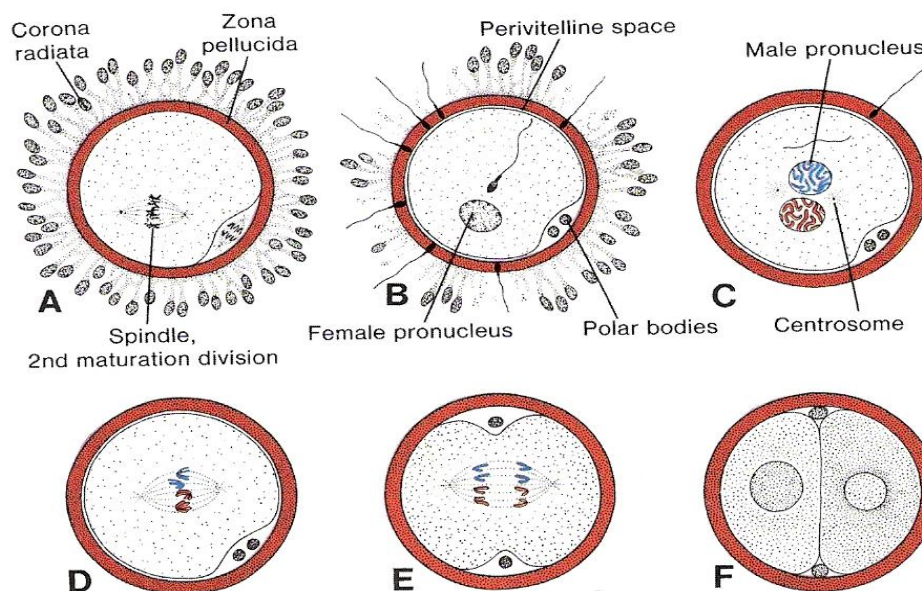 Corona
radiata
Zona
pellucida
Perivitelline space
Male pronucleus
A
B
C
Spindle,
2nd maturation division
Female pronucleus
Polar bodies
Centrosome
D
E
F